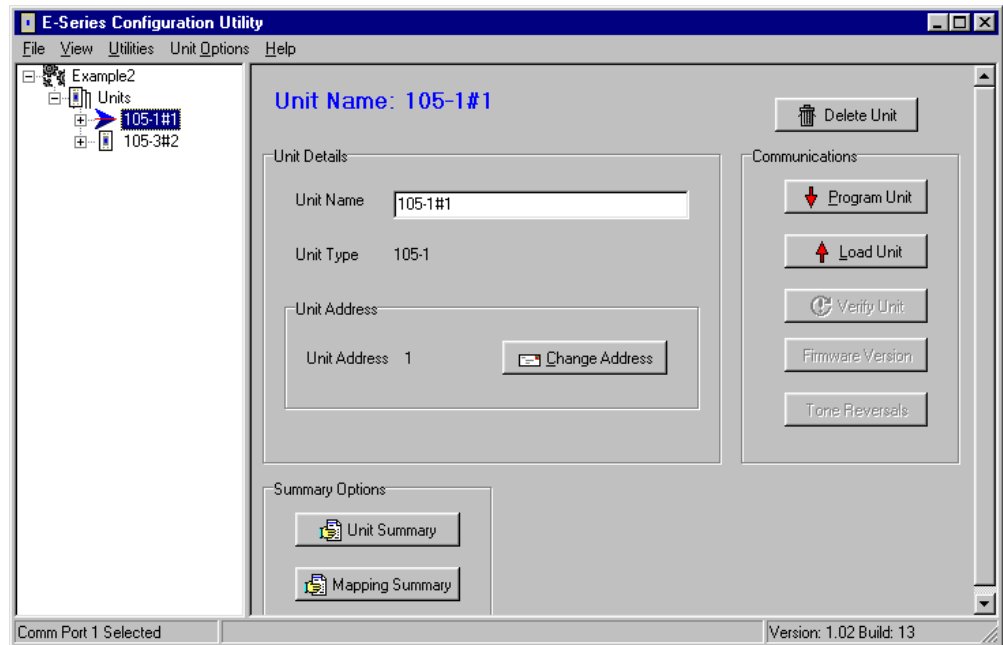 E-Series Configuration Utility
File View Utilities Unit Options Help
Example2
Units
105-1#1
105-3#2
Unit Name: 105-1#1
Delete Unit
Unit Details
Unit Name 105-1#1
Unit Type 105-1
Unit Address
Unit Address 1 Change Address
Communications
Program Unit
Load Unit
Verify Unit
Firmware Version
Tone Reversals
Summary Options
Unit Summary
Mapping Summary
Comm Port 1 Selected
Version: 1.02 Build: 13